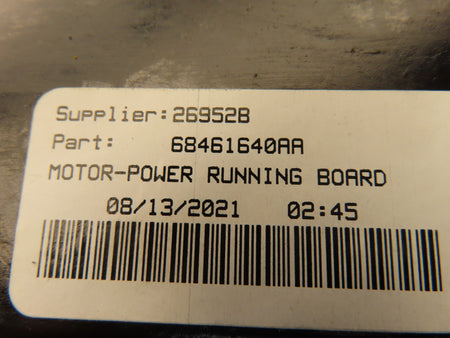 Supplier:26952B
Part: 68461640AA
MOTOR-POWER RUNNING BOARD
08/13/2021 02:45